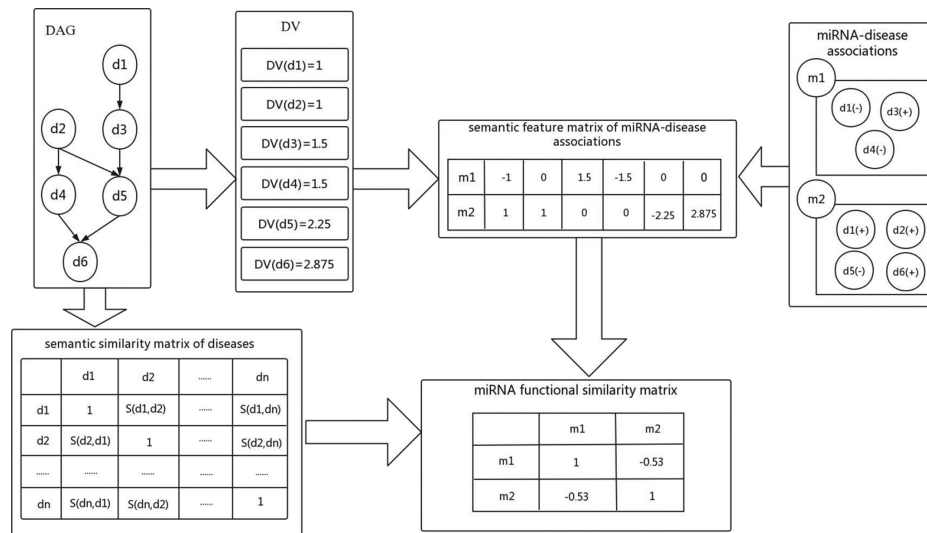 DAG
d1
d2
d3
d4
d5
d6
DV
DV(d1)=1
DV(d2)=1
DV(d3)=1.5
DV(d4)=1.5
DV(d5)=2.25
DV(d6)=2.875
semantic feature matrix of miRNA-disease
associations
m1 -1 0 1.5 -1.5 0 0
m2 1 1 0 0 -2.25 2.875
miRNA-disease
associations
m1
d1(-) d3(+)
d4(-)
m2
d1(+) d2(+)
d5(-) d6(+)
semantic similarity matrix of diseases
d1 d2 ...... dn
d1 1 S(d1,d2) ...... S(d1,dn)
d2 S(d2,d1) 1 ...... S(d2,dn)
...... ...... ...... ...... ......
dn S(dn,d1) S(dn,d2) ...... 1
miRNA functional similarity matrix
m1 m2
m1 1 -0.53
m2 -0.53 1